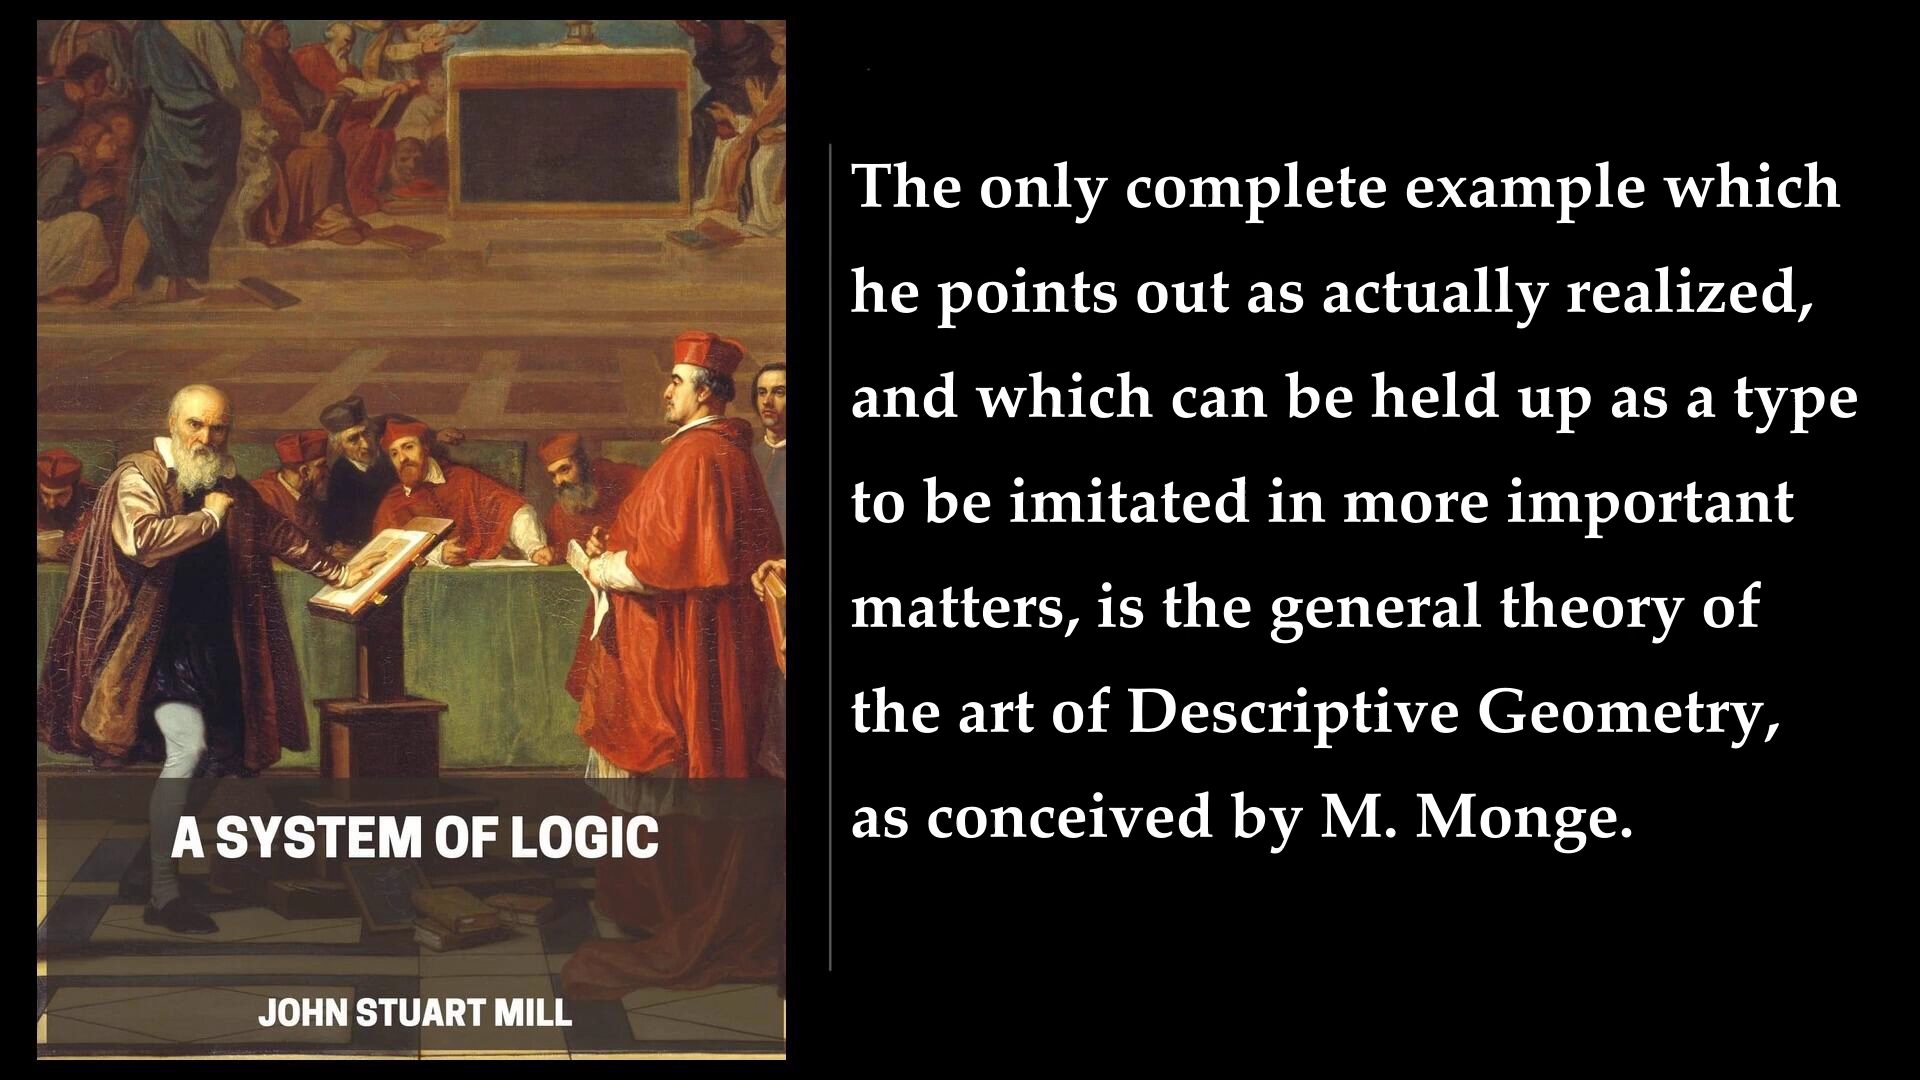 A SYSTEM OF LOGIC
JOHN STUART MILL
The only complete example which
he points out as actually realized,
and which can be held up as a type
to be imitated in more important
matters, is the general theory of
the art of Descriptive Geometry,
as conceived by M. Monge.